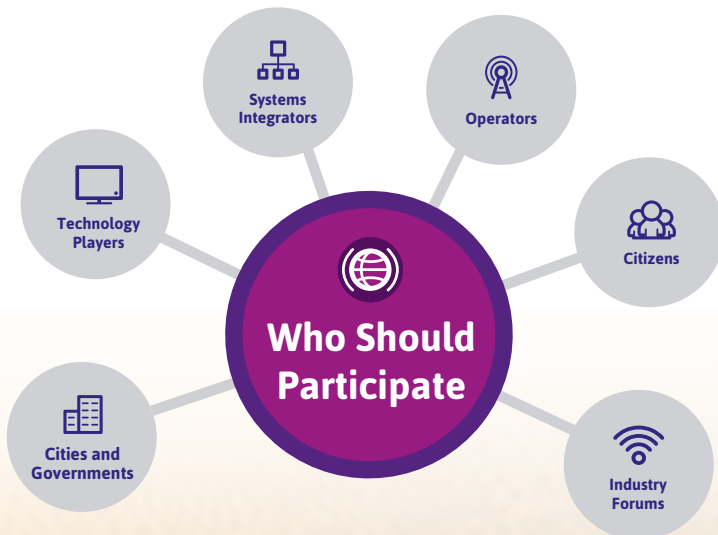 Systems
Integrators
Operators
Technology
Players
Citizens
Who Should
Participate
Cities and
Governments
Industry
Forums